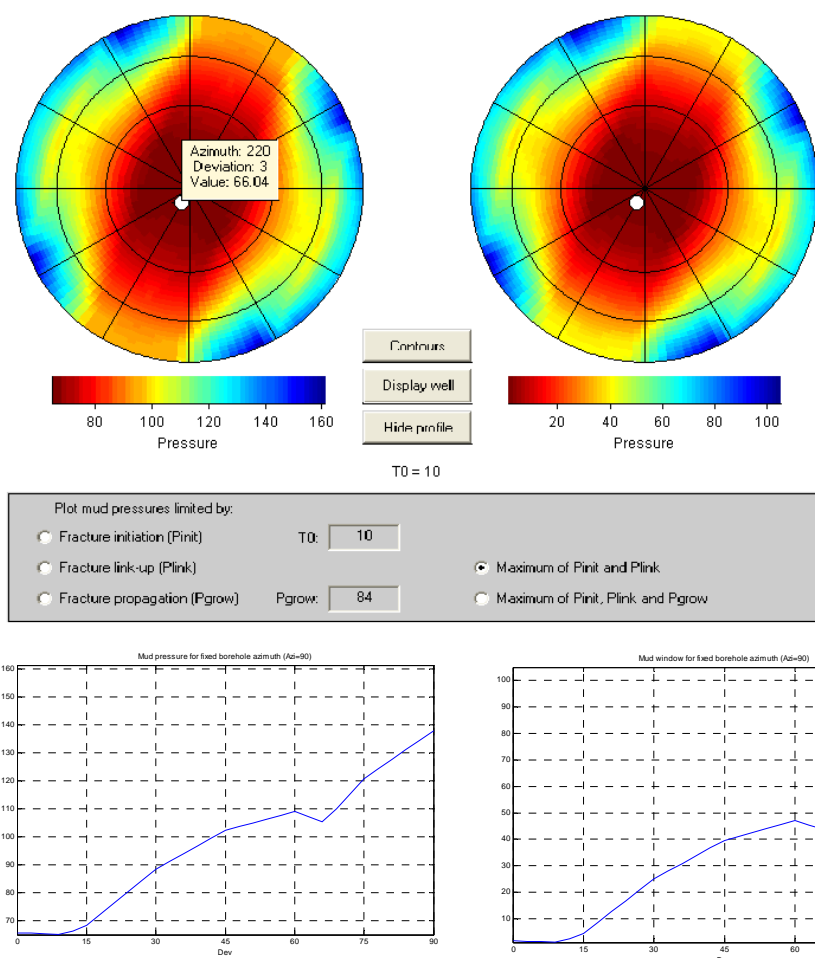 Azimuth: 220
Deviation: 3
Value: 66.04
80 100 120 140 160
Pressure
20 40 60 80 100
Pressure
Contours
Display well
Hide profile
T0 = 10
Plot mud pressures limited by:
Fracture initiation (Pinit)
T0: 10
Fracture link-up (Plink)
Maximum of Pinit and Plink
Fracture propagation (Pgrow)
Pgrow: 84
Maximum of Pinit, Plink and Pgrow
Mud pressure for fixed borehole azimuth (Azi=90)
160
150
140
130
120
110
100
90
80
70
0 15 30 45 60 75 90
Dev
Mud window for fixed borehole azimuth (Azi=90)
100
90
80
70
60
50
40
30
20
10
0 15 30 45 60